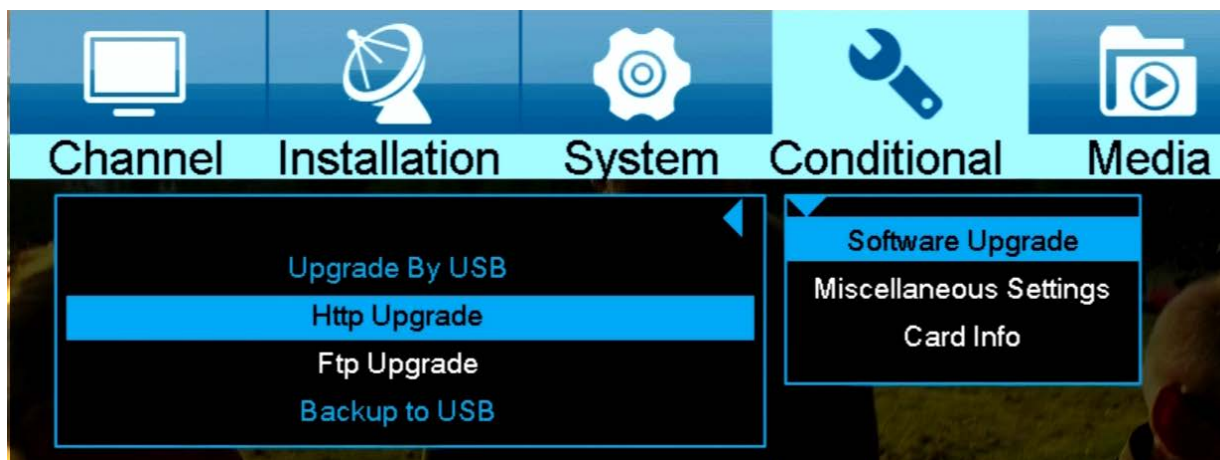 Channel Installation System Conditional Media
Upgrade By USB
Http Upgrade
Ftp Upgrade
Backup to USB
Software Upgrade
Miscellaneous Settings
Card Info